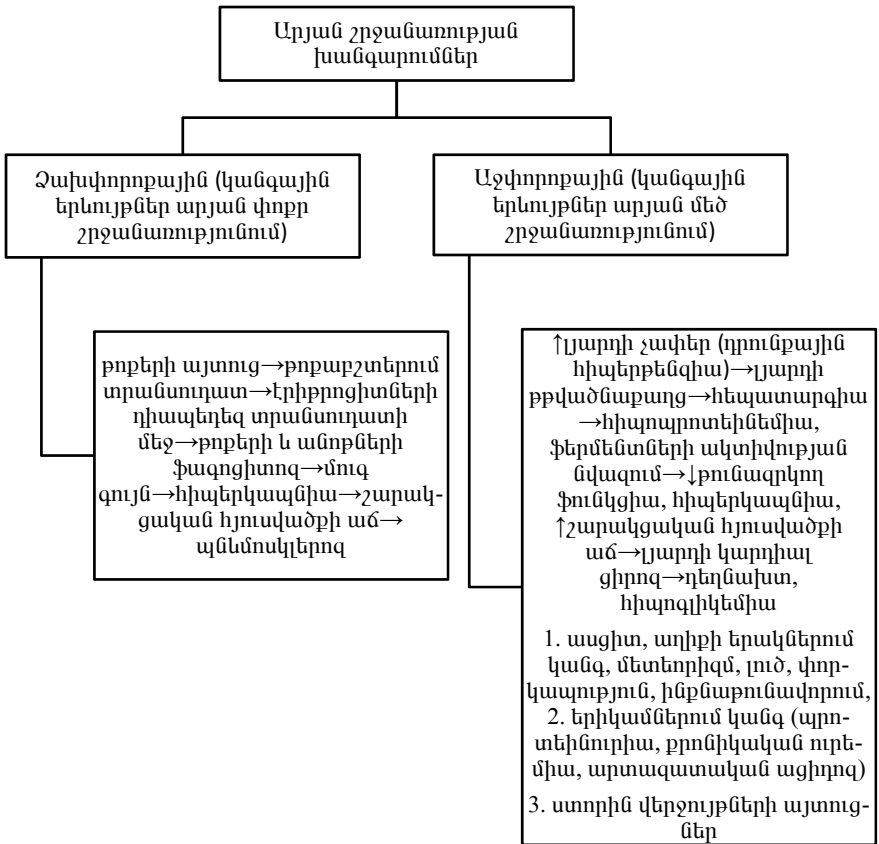 Արյան շրջանառության
խանգարումներ
Ձախփորոքային (կանգային
երևույթներ արյան փոքր
շրջանառությունում)
Աջփորոքային (կանգային
երևույթներ արյան մեծ
շրջանառությունում)
թոքերի այտուց→թոքաբշտերում
տրանսուդատ→էրիթրոցիտների
դիապեդեզ տրանսուդատի
մեջ→թոքերի և անոթների
ֆագոցիտոզ→մուգ
գույն→հիպերկապնիա→շարակ-
ցական հյուսվածքի աճ→
պնևմոսկլերոզ
↑լյարդի չափեր (դրունքային
հիպերթենզիա)→լյարդի
թթվածնաքաղց→հեպատարգիա
→հիպոպրոտեինեմիա,
ֆերմենտների ակտիվության
նվազում→↓թունազրկող
ֆունկցիա, հիպերկապնիա,
↑շարակցական հյուսվածքի
աճ→լյարդի կարդիալ
ցիրոզ→դեղնախտ,
հիպոգլիկեմիա
1. ասցիտ, աղիքի երակներում
կանգ, մետեորիզմ, լուծ, փոր-
կապություն, ինքնաթունավորում,
2. երիկամներում կանգ (պրո-
տեինուրիա, քրոնիկական ուրե-
միա, արտազատական ացիդոզ)
3. ստորին վերջույթների այտուց-
ներ